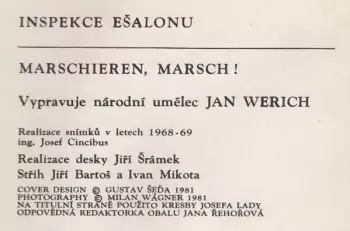 INSPEKCE EŠALONU
MARSCHIEREN, MARSCH!
Vypravuje národní umělec JAN WERICH
Realizace snímků v letech 1968-69
ing. Josef Cincibus
Realizace desky Jiří Šrámek
Střih Jiří Bartoš a Ivan Mikota
COVER DESIGN © GUSTAV ŠEĎA 1981
PHOTOGRAPHY © MILAN WÁGNER 1981
NA TITULNÍ STRANĚ POUŽITO KRESBY JOSEFA LADY
ODPOVĚDNÁ REDAKTORKA OBALU JANA ŘEHOŘOVÁ